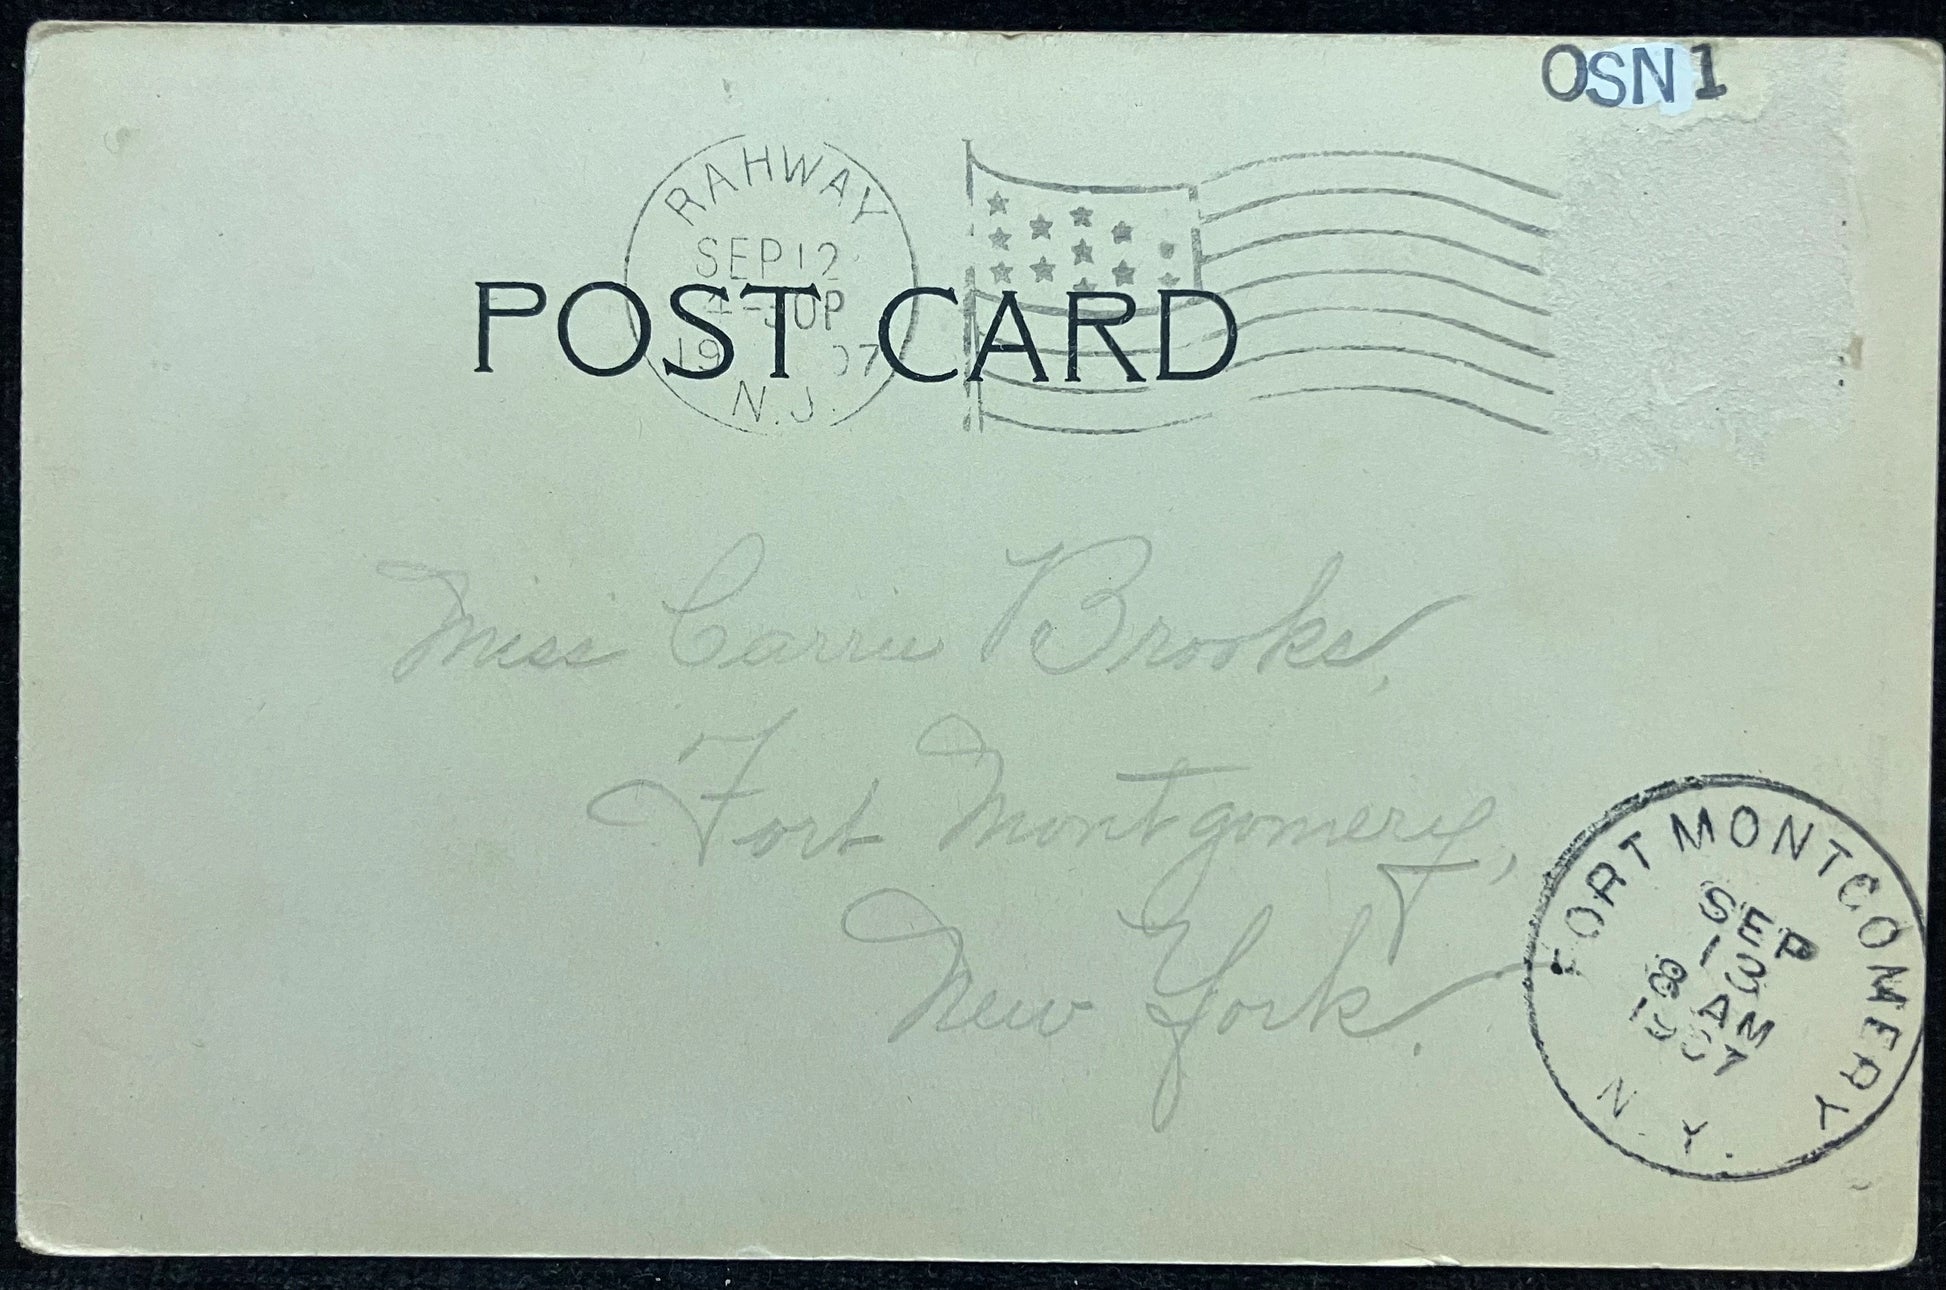 OSN1
RAHWAY
SEP 12
4-30P
1907
N.J.
POST CARD
Miss Carrie Brooks,
Fort Montgomery,
New York.
FORT MONTGOMERY
SEP
13
8 AM
1907
N.Y.